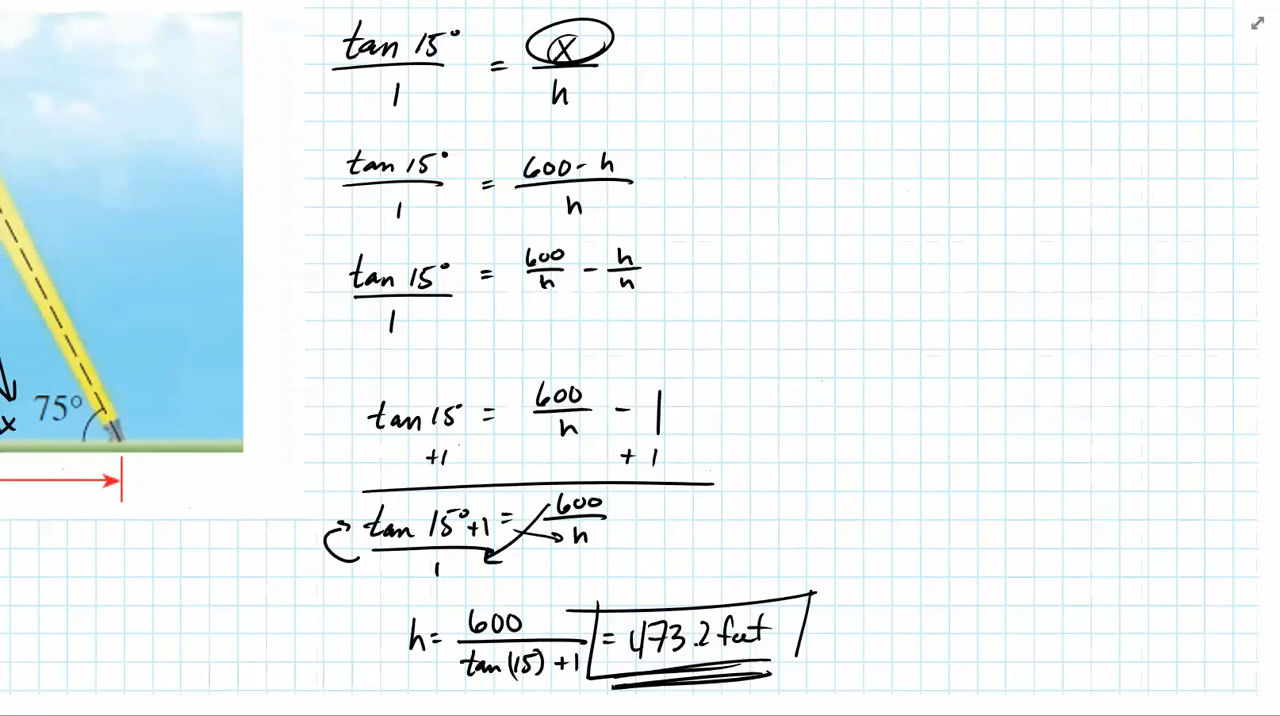 tan 15° / 1 = x / h
tan 15° / 1 = 600 - h / h
tan 15° / 1 = 600 / h - h / h
tan 15 = 600 / h - 1
+1 + 1
tan 15° +1 / 1 = 600 / h
h = 600 / tan (15) + 1 = 473.2 feet
75°
x